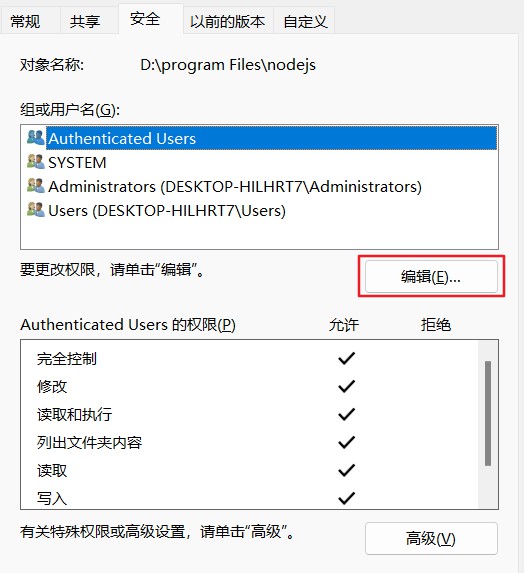 常规 共享 安全 以前的版本 自定义
对象名称: D:\program Files\nodejs
组或用户名(G):
Authenticated Users
SYSTEM
Administrators (DESKTOP-HILHRT7\Administrators)
Users (DESKTOP-HILHRT7\Users)
要更改权限，请单击“编辑”。 编辑(E)...
Authenticated Users 的权限(P) 允许 拒绝
完全控制
修改
读取和执行
列出文件夹内容
读取
写入
有关特殊权限或高级设置，请单击“高级”。 高级(V)